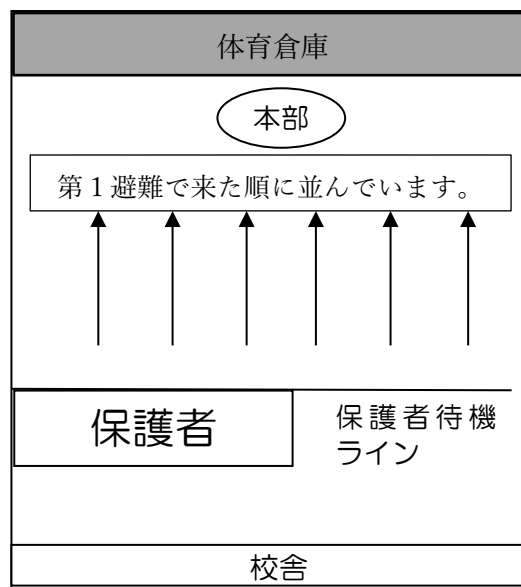 体育倉庫
本部
第１避難で来た順に並んでいます。
保護者
保護者待機
ライン
校舎